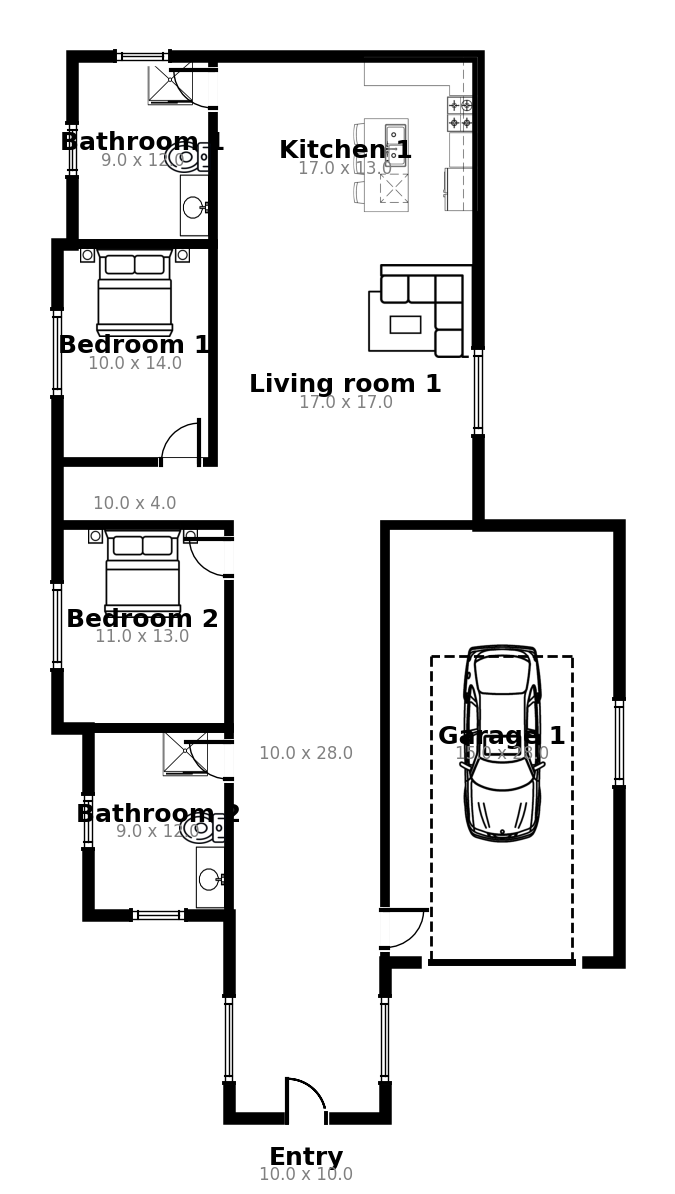 Bathroom 1
9.0 x 12.0
Kitchen 1
17.0 x 13.0
Bedroom 1
10.0 x 14.0
Living room 1
17.0 x 17.0
10.0 x 4.0
Bedroom 2
11.0 x 13.0
10.0 x 28.0
Garage 1
15.0 x 28.0
Bathroom 2
9.0 x 12.0
Entry
10.0 x 10.0